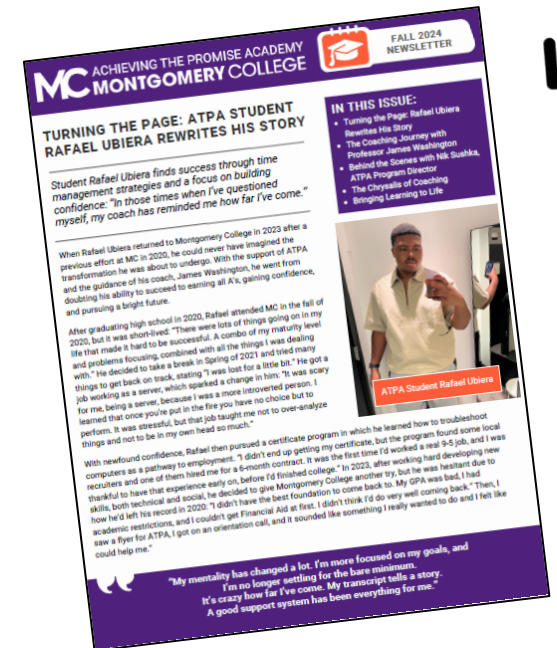 MC ACHIEVING THE PROMISE ACADEMY
MONTGOMERY COLLEGE
FALL 2024
NEWSLETTER
TURNING THE PAGE: ATPA STUDENT
RAFAEL UBIERA REWRITES HIS STORY
Student Rafael Ubiera finds success through time
management strategies and a focus on building
confidence: “In those times when I’ve questioned
myself, my coach has reminded me how far I’ve come.”
IN THIS ISSUE:
• Turning the Page: Rafael Ubiera
Rewrites His Story
• The Coaching Journey with
Professor James Washington
• Behind the Scenes with Nik Sushka,
ATPA Program Director
• The Chrysalis of Coaching
• Bringing Learning to Life
When Rafael Ubiera returned to Montgomery College in 2023 after a
previous effort at MC in 2020, he could never have imagined the
transformation he was about to undergo. With the support of ATPA
and the guidance of his coach, James Washington, he went from
doubting his ability to succeed to earning all A's, gaining confidence,
and pursuing a bright future.
After graduating high school in 2020, Rafael attended MC in the fall of
2020, but it was short-lived: “There were lots of things going on in my
life that made it hard to be successful. A combo of my maturity level
and problems focusing, combined with all the things I was dealing
with.” He decided to take a break in Spring of 2021 and tried many
things to get back on track, stating “I was lost for a little bit.” He got a
job working as a server, which sparked a change in him: “It was scary
for me, being a server, because I was a more introverted person. I
learned that once you’re put in the fire you have no choice but to
perform. It was stressful, but that job taught me not to over-analyze
things and not to be in my own head so much.”
ATPA Student Rafael Ubiera
With newfound confidence, Rafael then pursued a certificate program in which he learned how to troubleshoot
computers as a pathway to employment. “I didn’t end up getting my certificate, but the program found some local
recruiters and one of them hired me for a 6-month contract. It was the first time I’d worked a real 9-5 job, and I was
thankful to have that experience early on, before I’d finished college.” In 2023, after working hard developing new
skills, both technical and social, he decided to give Montgomery College another try, but he was hesitant due to
how he’d left his record in 2020: “I didn’t have the best foundation to come back to. My GPA was bad, I had
academic restrictions, and I couldn’t get Financial Aid at first. I didn’t think I’d do very well coming back.” Then, I
saw a flyer for ATPA, I got on an orientation call, and it sounded like something I really wanted to do and I felt like
could help me.”
“My mentality has changed a lot. I’m more focused on my goals, and
I’m no longer settling for the bare minimum.
It’s crazy how far I’ve come. My transcript tells a story.
A good support system has been everything for me.”